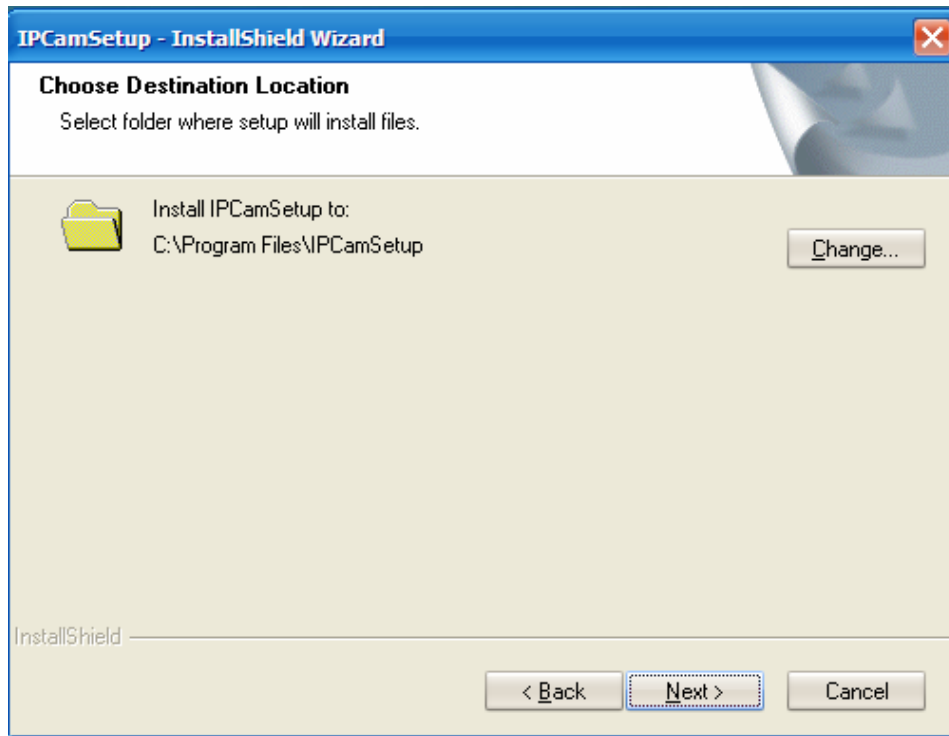 IPCamSetup - InstallShield Wizard
Choose Destination Location
Select folder where setup will install files.
Install IPCamSetup to:
C:\Program Files\IPCamSetup
Change...
InstallShield
< Back
Next >
Cancel